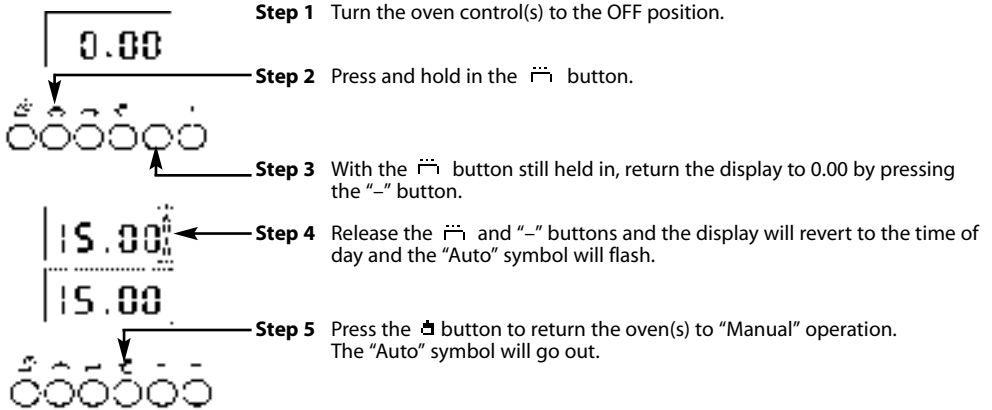 Step 1 Turn the oven control(s) to the OFF position.
0.00
Step 2 Press and hold in the button.
Step 3 With the button still held in, return the display to 0.00 by pressing
the “–” button.
15.00
Step 4 Release the and “–” buttons and the display will revert to the time of
day and the “Auto” symbol will flash.
15.00
Step 5 Press the button to return the oven(s) to “Manual” operation.
The “Auto” symbol will go out.